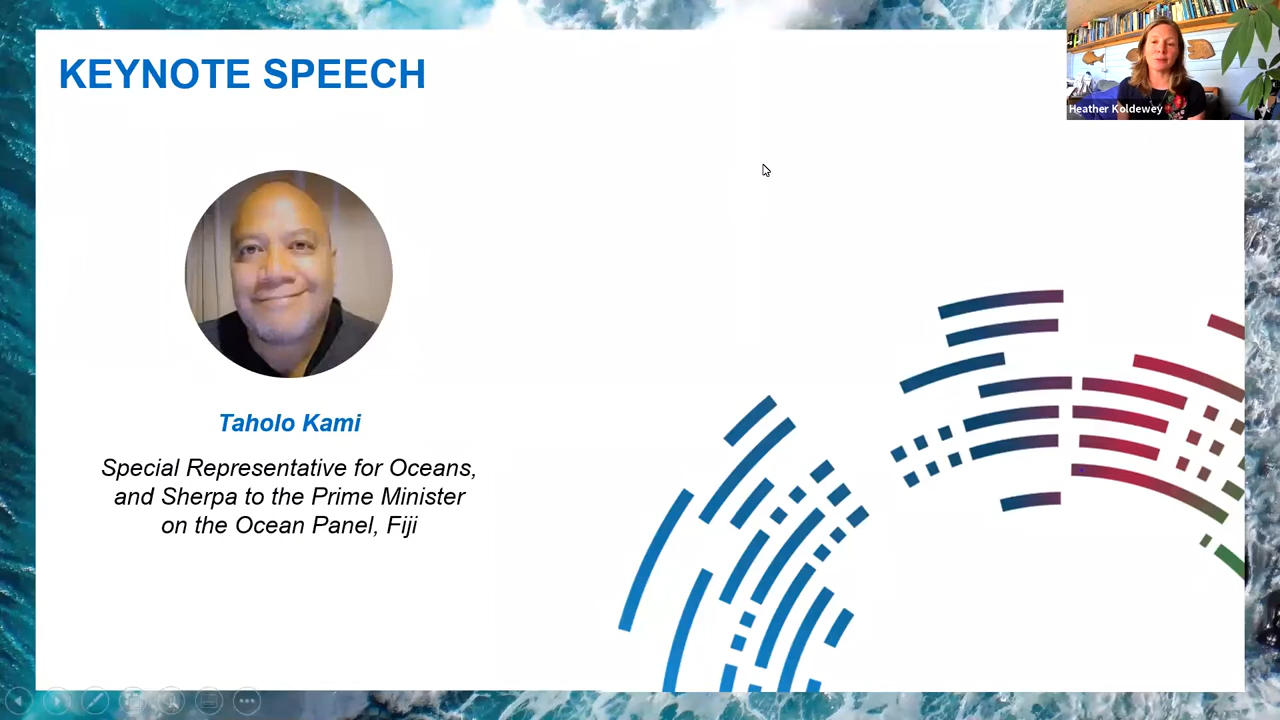 KEYNOTE SPEECH
Heather Koldewey
Taholo Kami
Special Representative for Oceans,
and Sherpa to the Prime Minister
on the Ocean Panel, Fiji